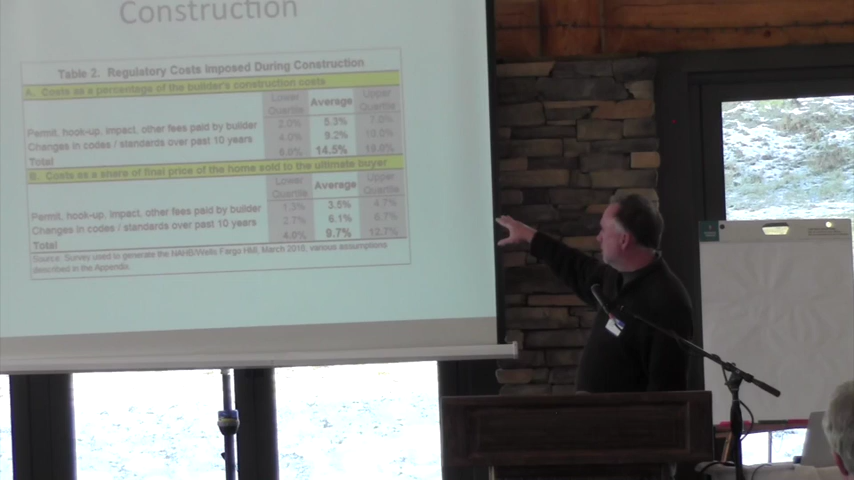 Construction
Table 2. Regulatory Costs Imposed During Construction
A. Costs as a percentage of the builder's construction costs
Lower Quartile Average Upper Quartile
Permit, hook-up, impact, other fees paid by builder 2.0% 5.3% 7.0%
Changes in codes / standards over past 10 years 4.0% 9.2% 10.0%
Total 14.5%
B. Costs as a share of final price of the home sold to the ultimate buyer
Lower Quartile Average Upper Quartile
Permit, hook-up, impact, other fees paid by builder 1.3% 3.5% 4.7%
Changes in codes / standards over past 10 years 2.7% 6.1% 6.7%
Total 4.0% 9.7% 12.7%
Source: Survey used to generate the NAHB/Wells Fargo HMI, March 2016, various assumptions
described in the Appendix.